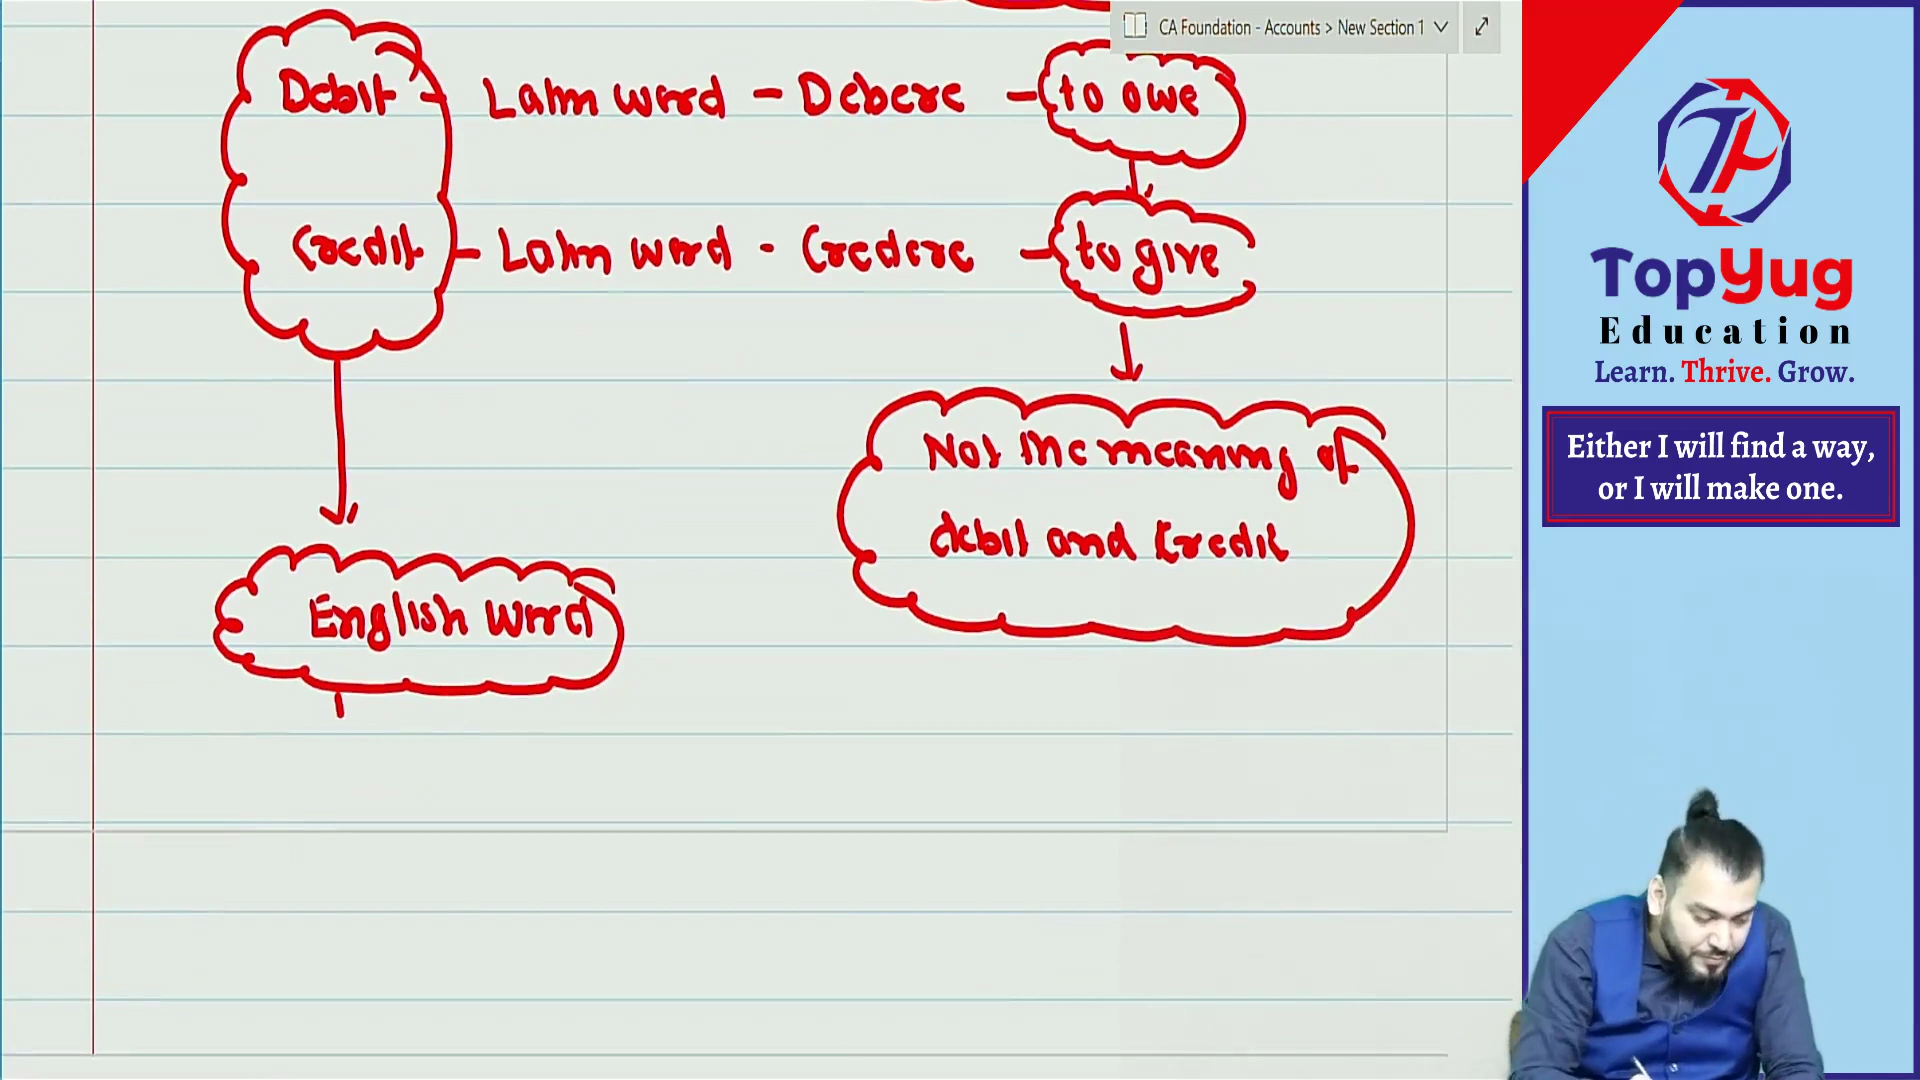 CA Foundation - Accounts > New Section 1
Debit - Latin word - Debere - to owe
Credit - Latin word - Credere - to give
Not the meaning of
debit and Credit
English word
TopYug
Education
Learn. Thrive. Grow.
Either I will find a way,
or I will make one.